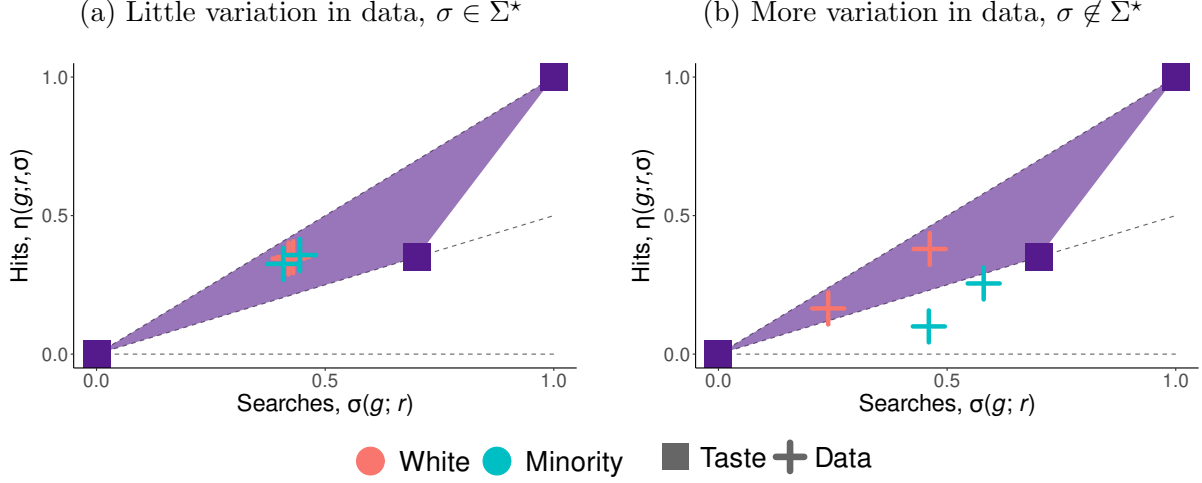 (a) Little variation in data, σ ∈ Σ⋆
(b) More variation in data, σ ∉ Σ⋆
Hits, η(g;r,σ)
1.0
0.5
0.0
0.0
0.5
1.0
Searches, σ(g; r)
Hits, η(g;r,σ)
1.0
0.5
0.0
0.0
0.5
1.0
Searches, σ(g; r)
White
Minority
Taste
Data